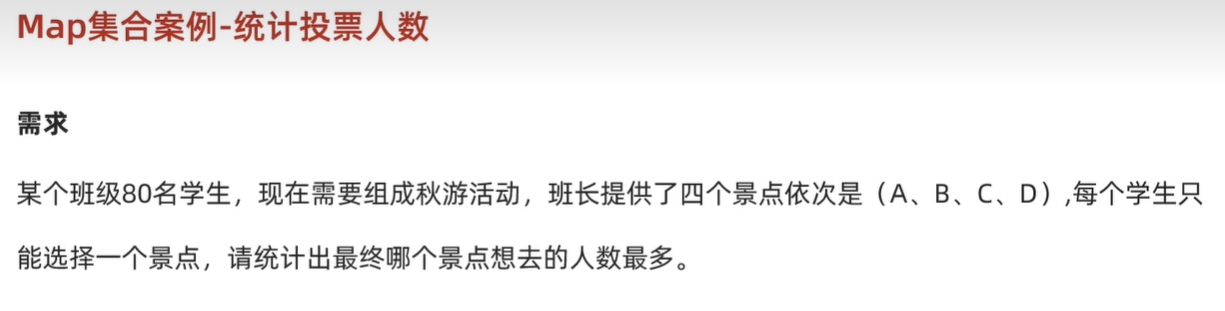 Map集合案例-统计投票人数
需求
某个班级80名学生，现在需要组成秋游活动，班长提供了四个景点依次是（A、B、C、D）,每个学生只
能选择一个景点，请统计出最终哪个景点想去的人数最多。